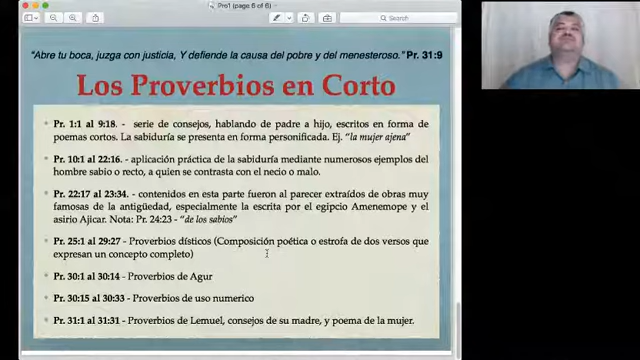 Pro1 (page 6 of 6)
Search
“Abre tu boca, juzga con justicia, Y defiende la causa del pobre y del menesteroso.” Pr. 31:9
Los Proverbios en Corto
• Pr. 1:1 al 9:18. - serie de consejos, hablando de padre a hijo, escritos en forma de
poemas cortos. La sabiduría se presenta en forma personificada. Ej. “la mujer ajena”
• Pr. 10:1 al 22:16. - aplicación práctica de la sabiduría mediante numerosos ejemplos del
hombre sabio o recto, a quien se contrasta con el necio o malo.
• Pr. 22:17 al 23:34. - contenidos en esta parte fueron al parecer extraídos de obras muy
famosas de la antigüedad, especialmente la escrita por el egipcio Amenemope y el
asirio Ajicar. Nota: Pr. 24:23 - “de los sabios”
• Pr. 25:1 al 29:27 - Proverbios dísticos (Composición poética o estrofa de dos versos que
expresan un concepto completo)
• Pr. 30:1 al 30:14 - Proverbios de Agur
• Pr. 30:15 al 30:33 - Proverbios de uso numerico
• Pr. 31:1 al 31:31 - Proverbios de Lemuel, consejos de su madre, y poema de la mujer.